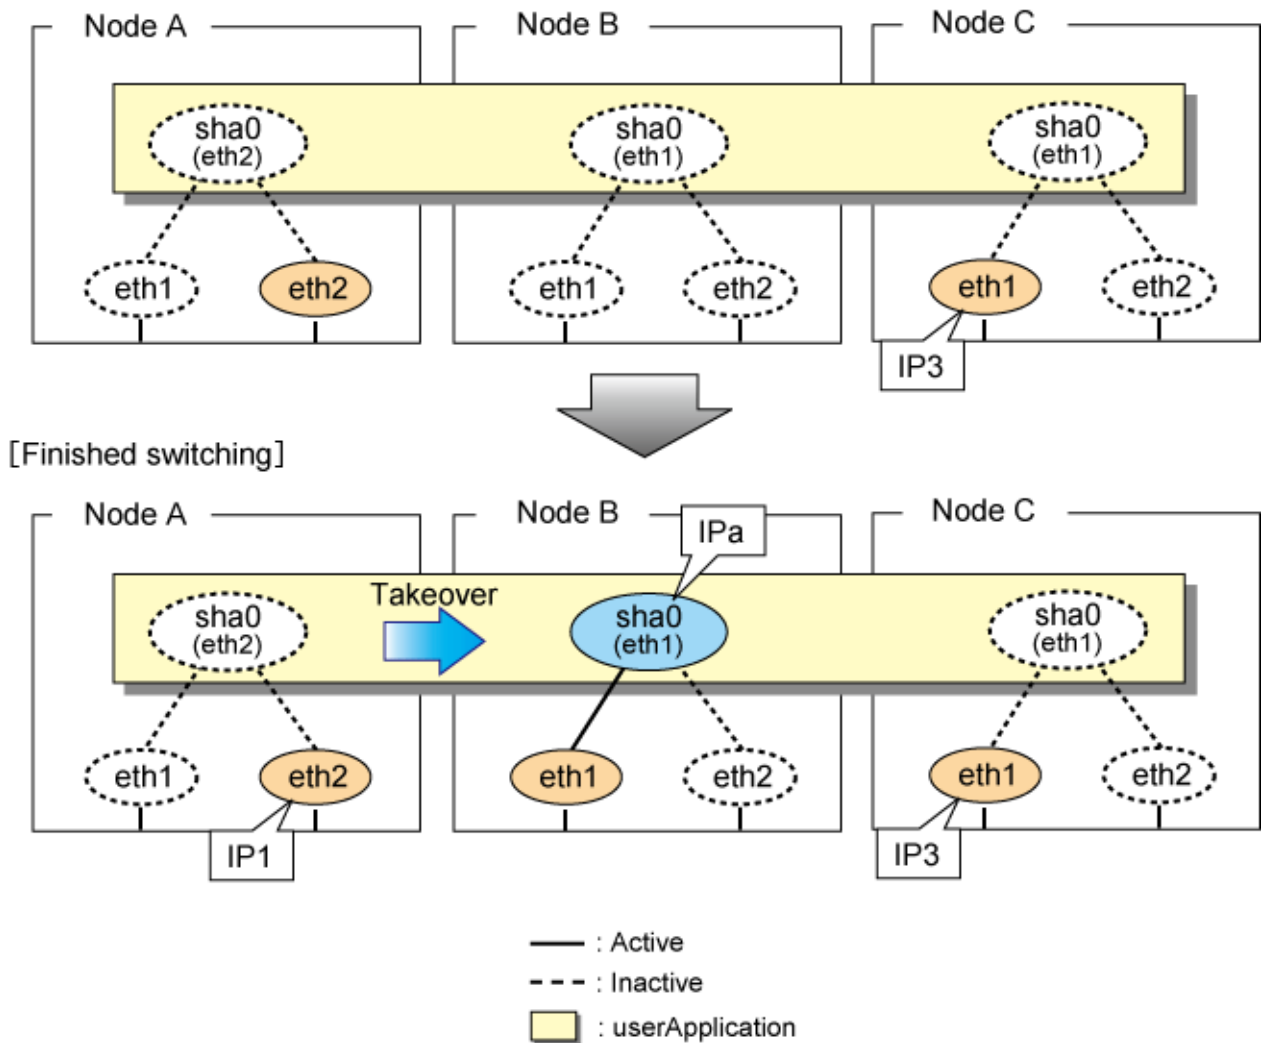 Node A
Node B
Node C
sha0
(eth2)
sha0
(eth1)
sha0
(eth1)
eth1
eth2
eth1
eth2
eth1
eth2
IP3
[Finished switching]
Node A
Node B
Node C
IPa
Takeover
sha0
(eth2)
sha0
(eth1)
sha0
(eth1)
eth1
eth2
eth1
eth2
eth1
eth2
IP1
IP3
: Active
: Inactive
: userApplication